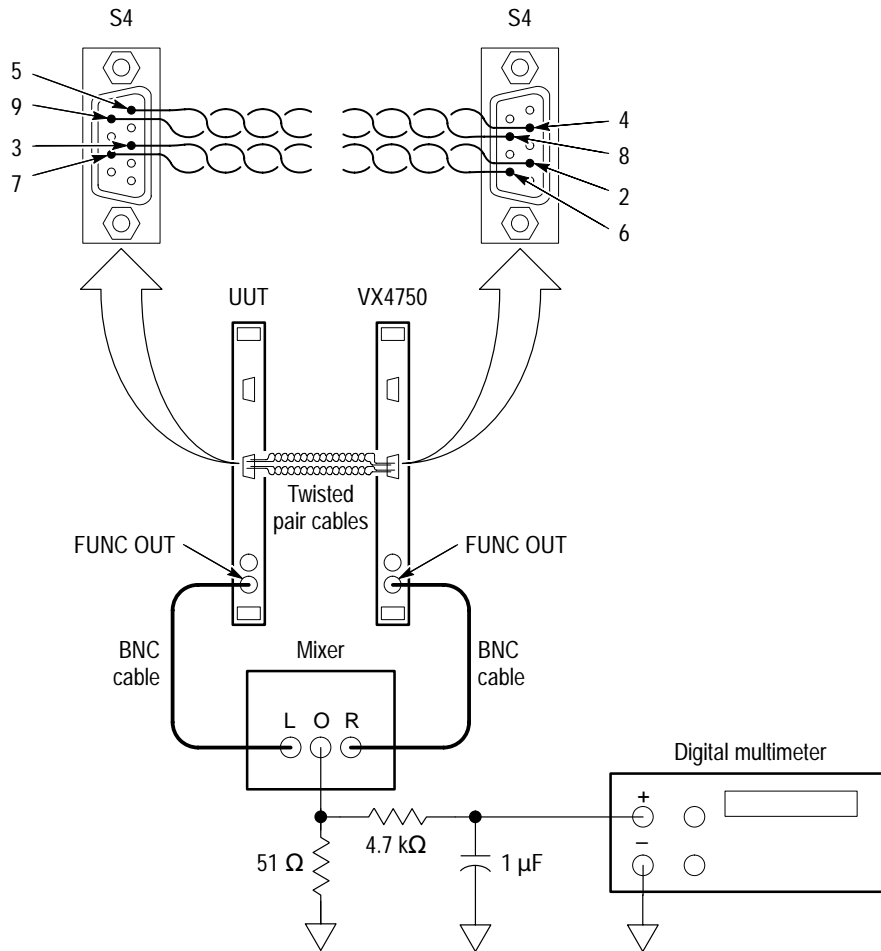 S4
S4
5
9
3
7
4
8
2
6
UUT
VX4750
Twisted
pair cables
FUNC OUT
FUNC OUT
BNC
cable
Mixer
BNC
cable
L O R
Digital multimeter
+
−
4.7 kΩ
51 Ω
1 µF